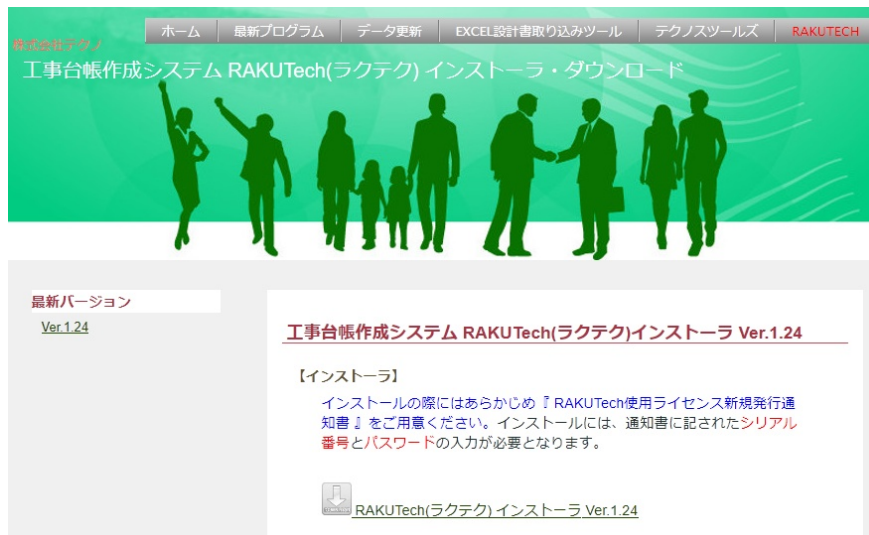 ホーム 最新プログラム データ更新 EXCEL設計書取り込みツール テクノスツールズ RAKUTECH
株式会社テクノ
工事台帳作成システム RAKUTech(ラクテク) インストーラ・ダウンロード
最新バージョン
Ver.1.24
工事台帳作成システム RAKUTech(ラクテク)インストーラ Ver.1.24
【インストーラ】
インストールの際にはあらかじめ『 RAKUTech使用ライセンス新規発行通
知書 』をご用意ください。インストールには、通知書に記されたシリアル
番号とパスワードの入力が必要となります。
RAKUTech(ラクテク) インストーラ Ver.1.24